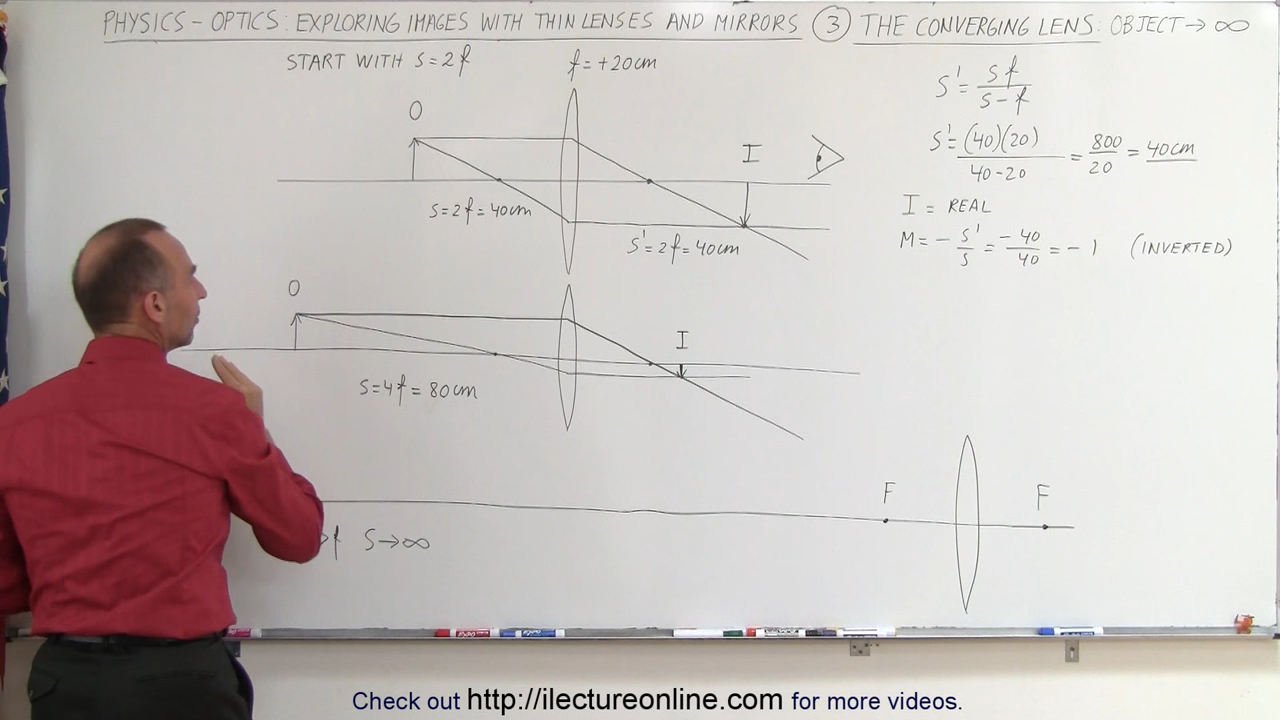 PHYSICS - OPTICS: EXPLORING IMAGES WITH THIN LENSES AND MIRRORS ③ THE CONVERGING LENS: OBJECT → ∞
START WITH S = 2f
f = +20cm
O
I
S = 2f = 40cm
S' = 2f = 40cm
S' = Sf / S - f
S' = (40)(20) / 40-20 = 800 / 20 = 40cm
I = REAL
M = - S' / S = -40 / 40 = -1 (INVERTED)
O
I
S = 4f = 80cm
F
F
f S → ∞
EXPO
Check out http://ilectureonline.com for more videos.